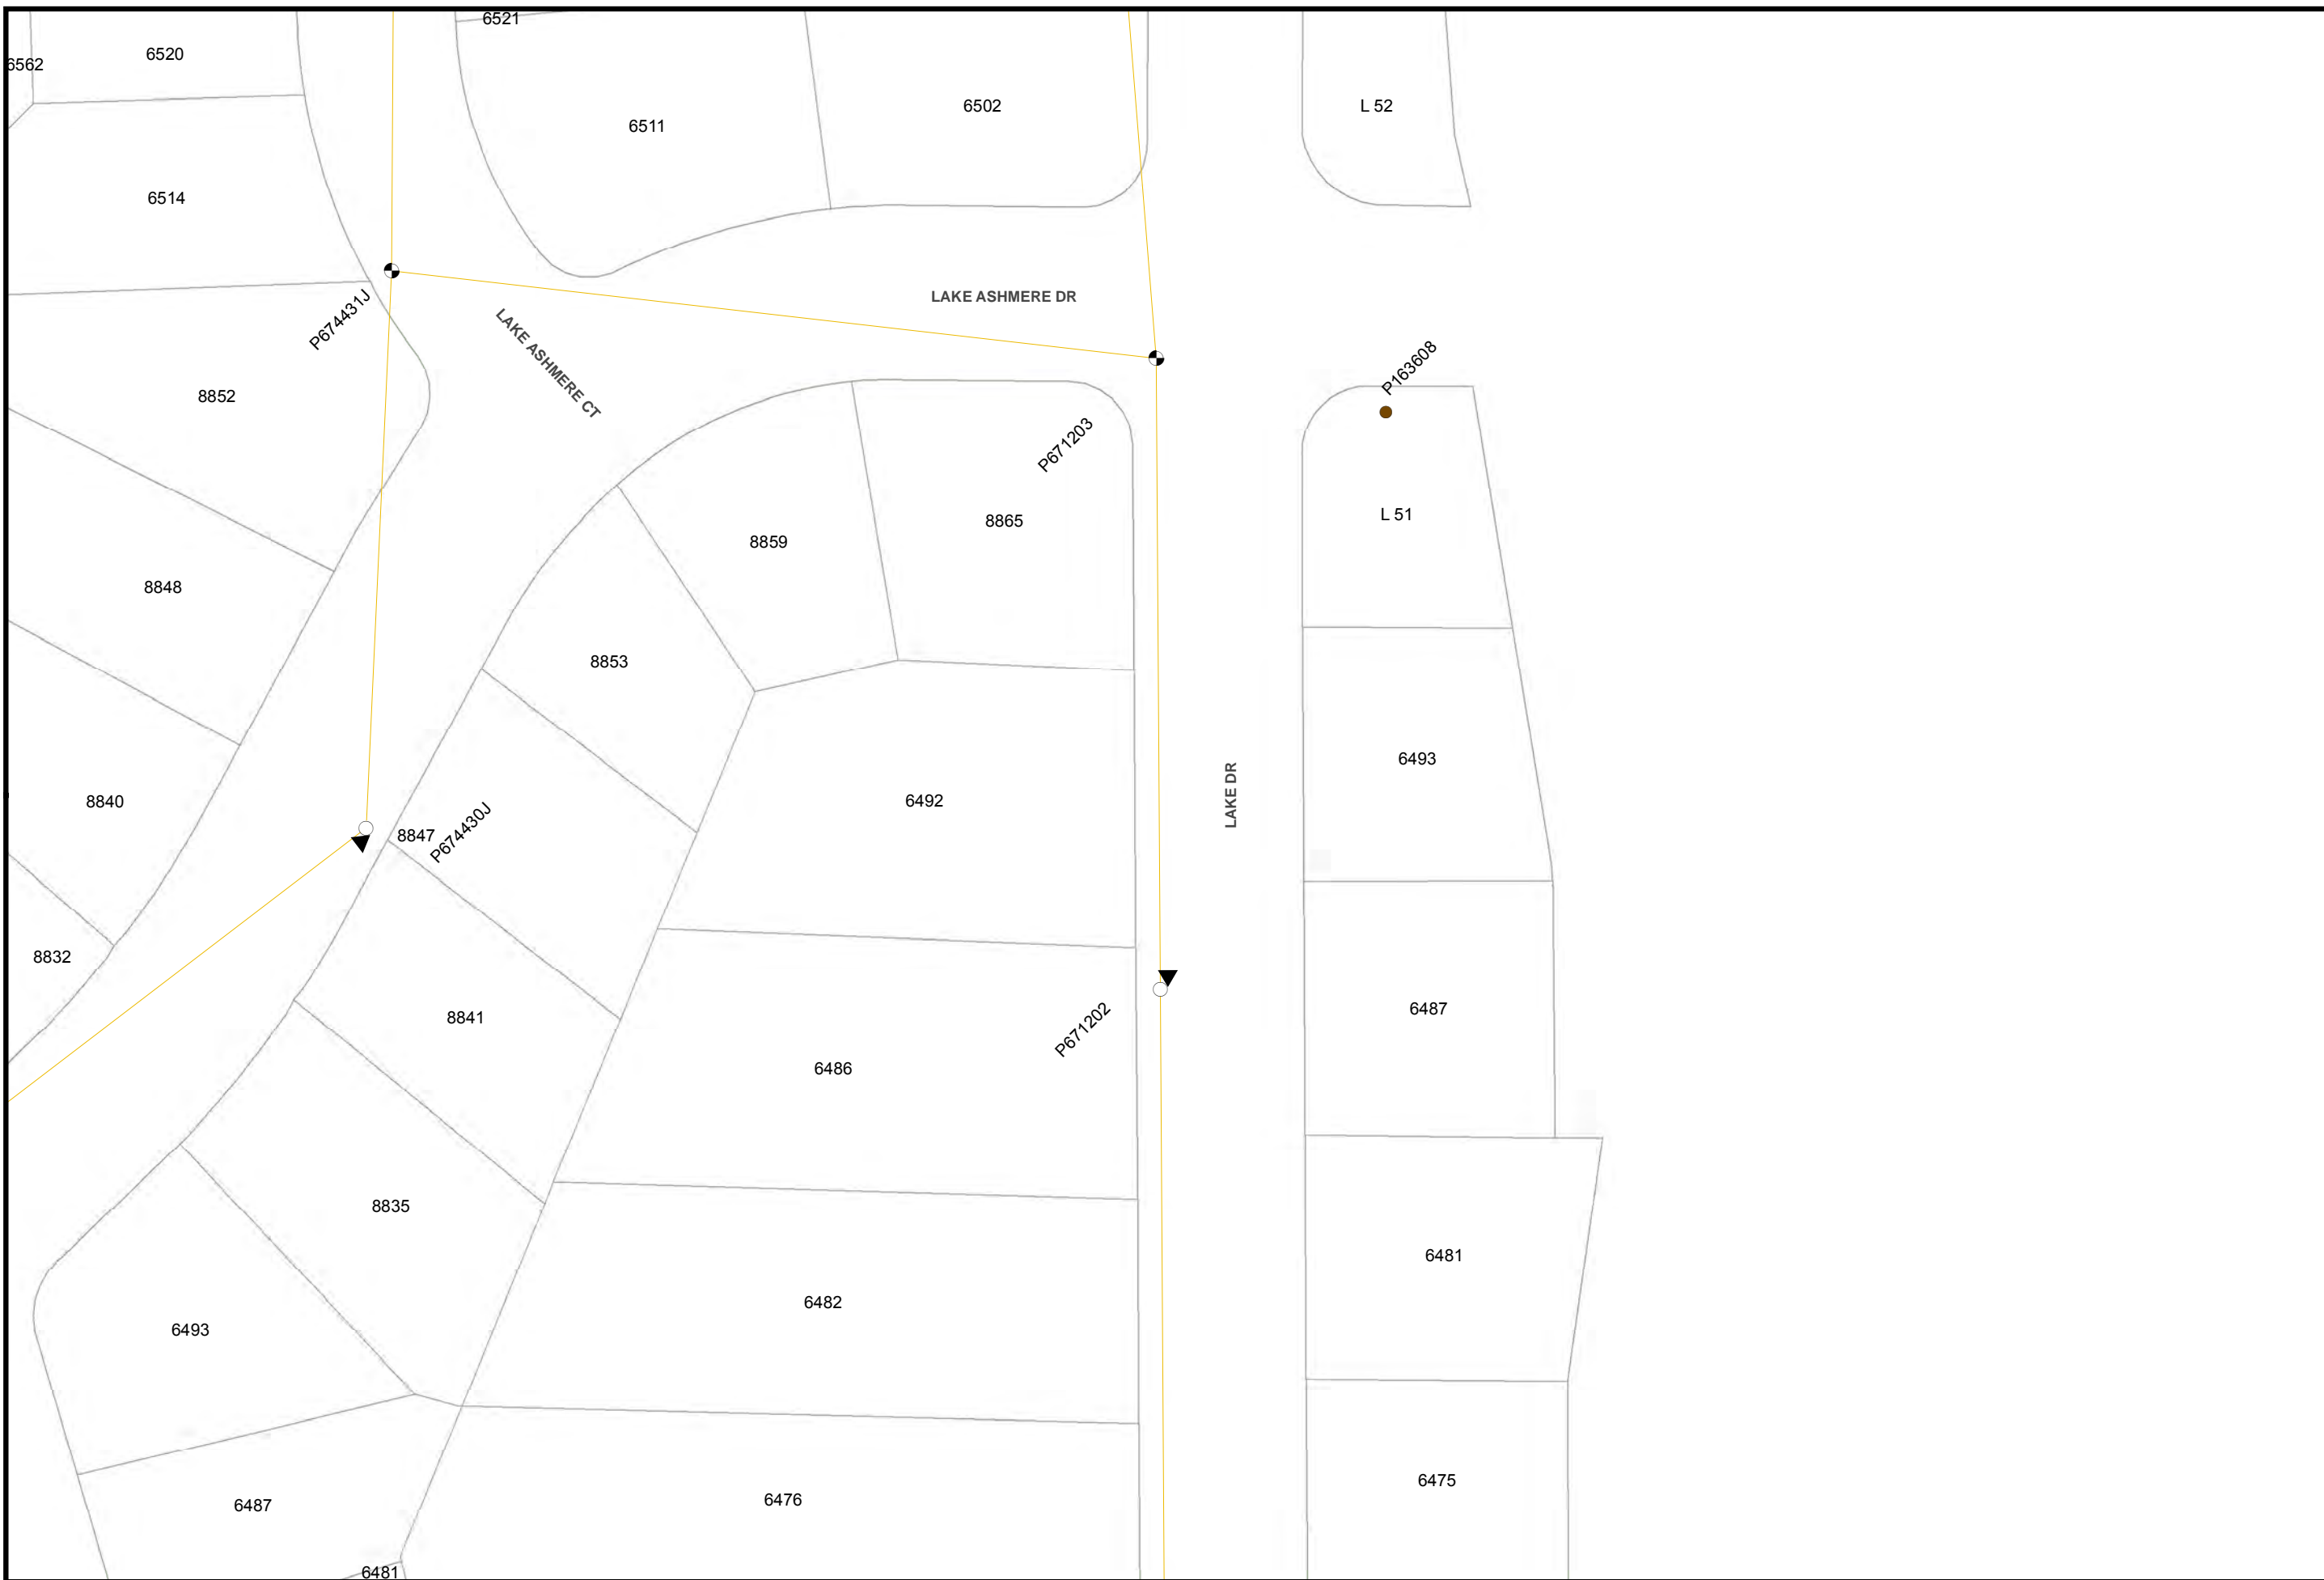 6521
6520
6562
6502
L 52
6511
6514
LAKE ASHMERE DR
P674431J
LAKE ASHMERE CT
P163608
8852
P671203
L 51
8865
8859
8848
8853
6493
LAKE DR
6492
8840
8847
P674430J
8832
6487
8841
P671202
6486
8835
6481
6482
6493
6475
6476
6487
6481